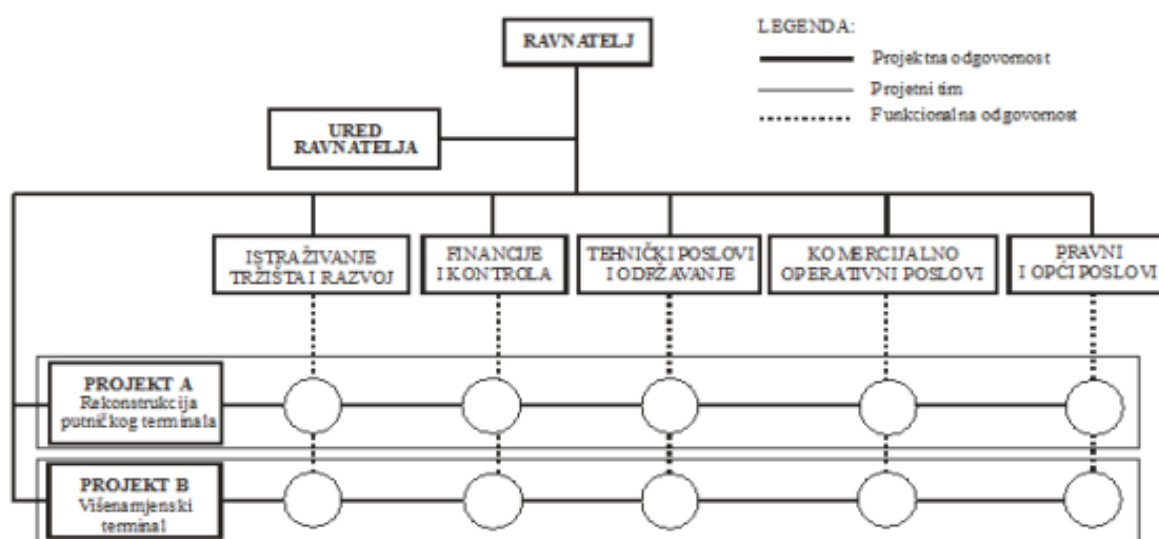 RAVNATELJ
LEGENDA:
Projektna odgovornost
Projetni tim
Funkcionalna odgovornost
URED
RAVNATELJA
ISTRAŽIVANJE
TRŽIŠTA I RAZVOJ
FINANCIJE
I KONTROLA
TEHNIČKI POSLOVI
I ODRŽAVANJE
KOMERCIJALNO
OPERATIVNI POSLOVI
PRAVNI
I OPĆI POSLOVI
PROJEKT A
Rekonstrukcija
putničkog terminala
PROJEKT B
Višenamjenski
terminal